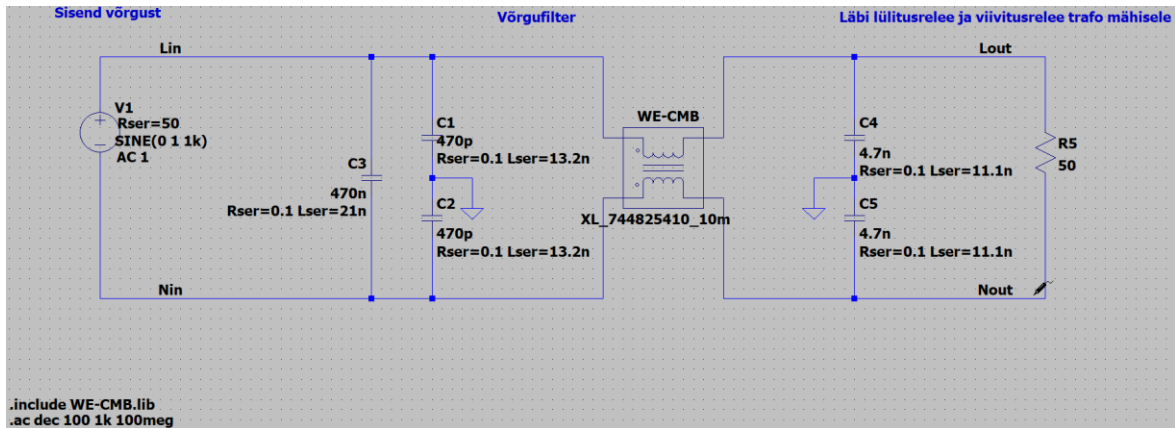 Sisend võrgust
Võrgufilter
Läbi lülitusrelee ja viivitusrelee trafo mähisele
Lin
Lout
V1
Rser=50
SINE(0 1 1k)
AC 1
C3
470n
Rser=0.1 Lser=21n
C1
470p
Rser=0.1 Lser=13.2n
C2
470p
Rser=0.1 Lser=13.2n
WE-CMB
XL_744825410_10m
C4
4.7n
Rser=0.1 Lser=11.1n
C5
4.7n
Rser=0.1 Lser=11.1n
R5
50
Nin
Nout
.include WE-CMB.lib
.ac dec 100 1k 100meg